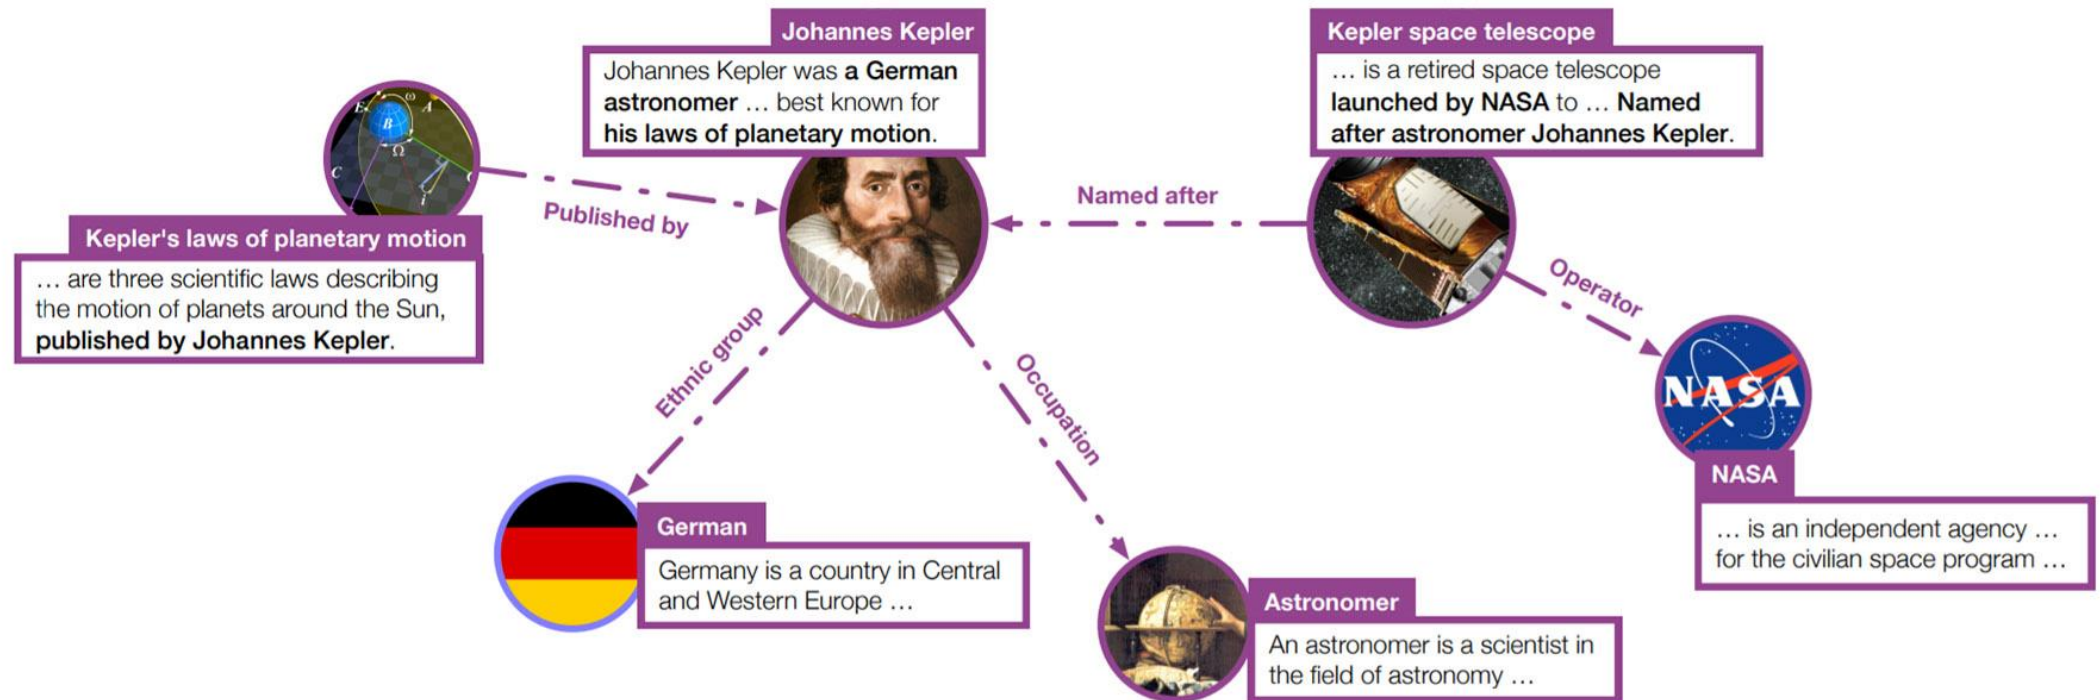 Johannes Kepler
Johannes Kepler was a German
astronomer … best known for
his laws of planetary motion.
Kepler space telescope
… is a retired space telescope
launched by NASA to … Named
after astronomer Johannes Kepler.
E
ω
A
B
Ω
C
i
Published by
Named after
Kepler's laws of planetary motion
… are three scientific laws describing
the motion of planets around the Sun,
published by Johannes Kepler.
Operator
Ethnic group
Occupation
NASA
NASA
… is an independent agency …
for the civilian space program …
German
Germany is a country in Central
and Western Europe …
Astronomer
An astronomer is a scientist in
the field of astronomy …